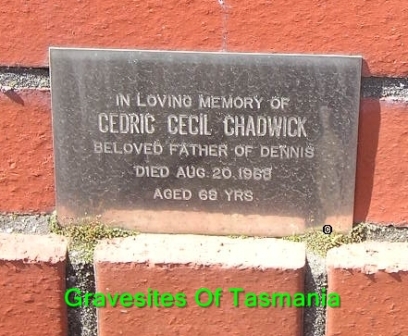 IN LOVING MEMORY OF
CEDRIC CECIL CHADWICK
BELOVED FATHER OF DENNIS
DIED AUG. 20, 1968
AGED 68 YRS
Gravesites Of Tasmania